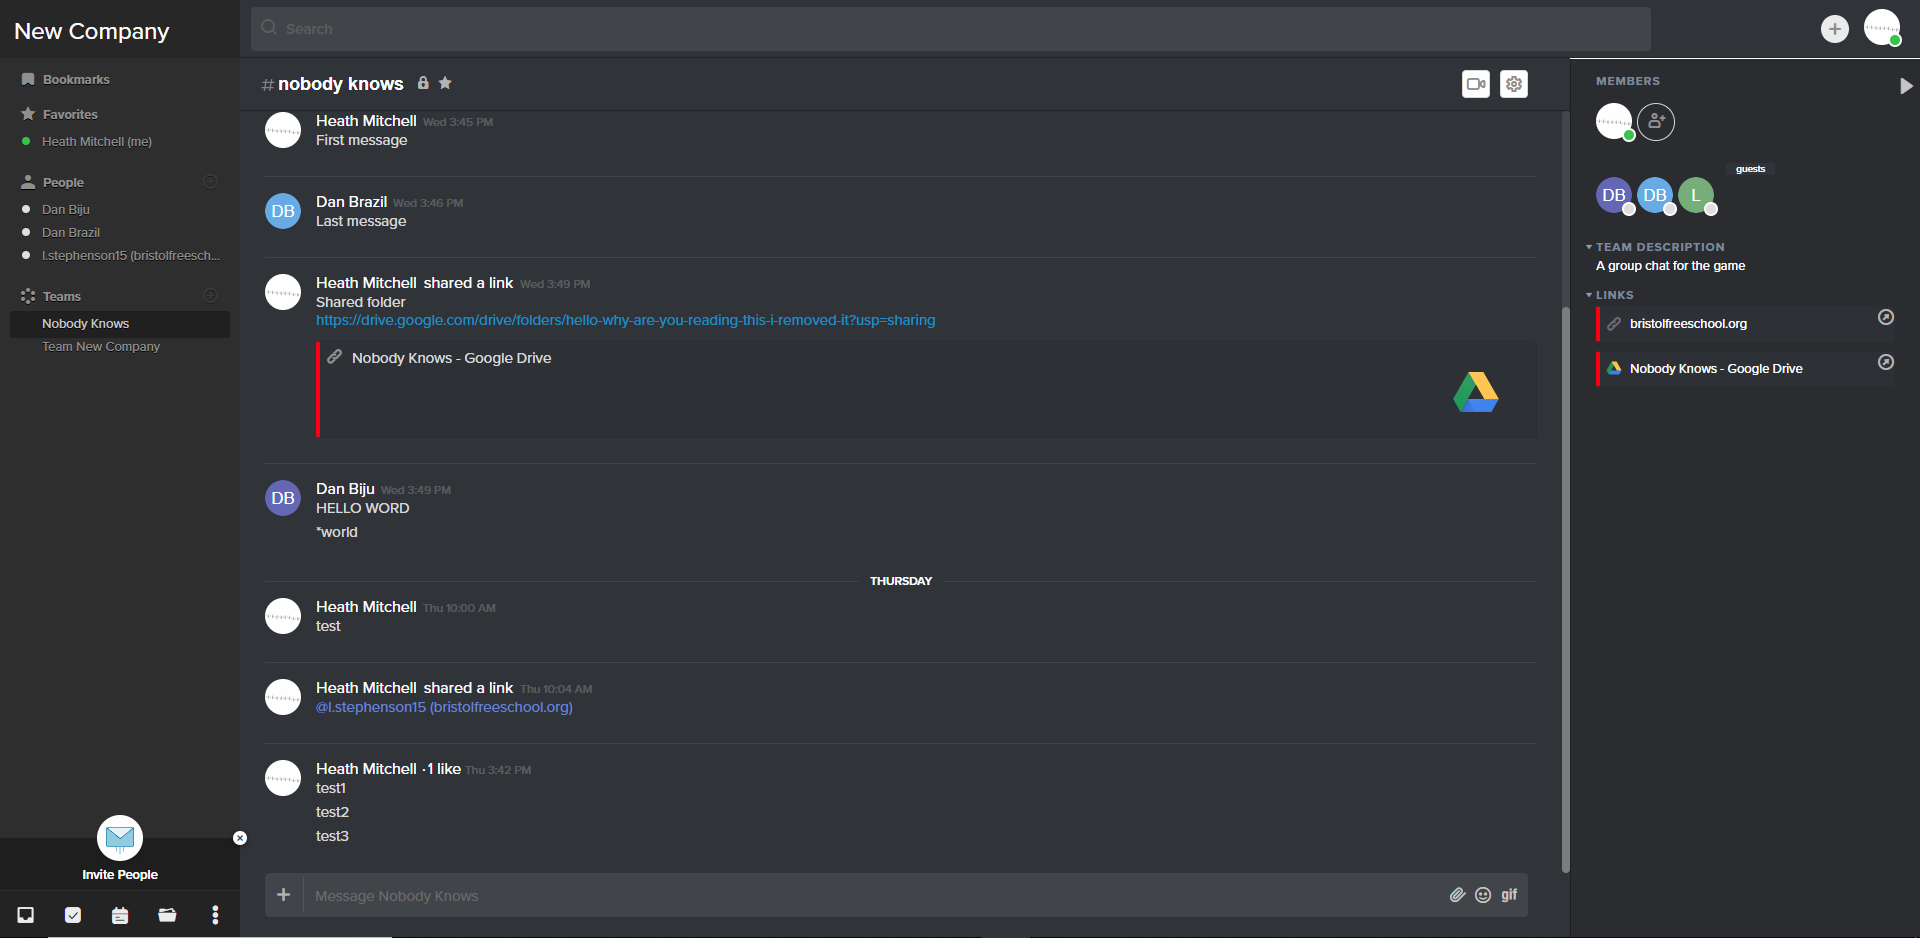 New Company
Search
Bookmarks
Favorites
Heath Mitchell (me)
People
Dan Biju
Dan Brazil
l.stephenson15 (bristolfreesch...
Teams
Nobody Knows
Team New Company
Invite People
# nobody knows
Heath Mitchell Wed 3:45 PM
First message
DB
Dan Brazil Wed 3:46 PM
Last message
Heath Mitchell shared a link Wed 3:49 PM
Shared folder
https://drive.google.com/drive/folders/hello-why-are-you-reading-this-i-removed-it?usp=sharing
Nobody Knows - Google Drive
DB
Dan Biju Wed 3:49 PM
HELLO WORD
*world
THURSDAY
Heath Mitchell Thu 10:00 AM
test
Heath Mitchell shared a link Thu 10:04 AM
@l.stephenson15 (bristolfreeschool.org)
Heath Mitchell · 1 like Thu 3:42 PM
test1
test2
test3
Message Nobody Knows
gif
MEMBERS
guests
DB DB L
TEAM DESCRIPTION
A group chat for the game
LINKS
bristolfreeschool.org
Nobody Knows - Google Drive